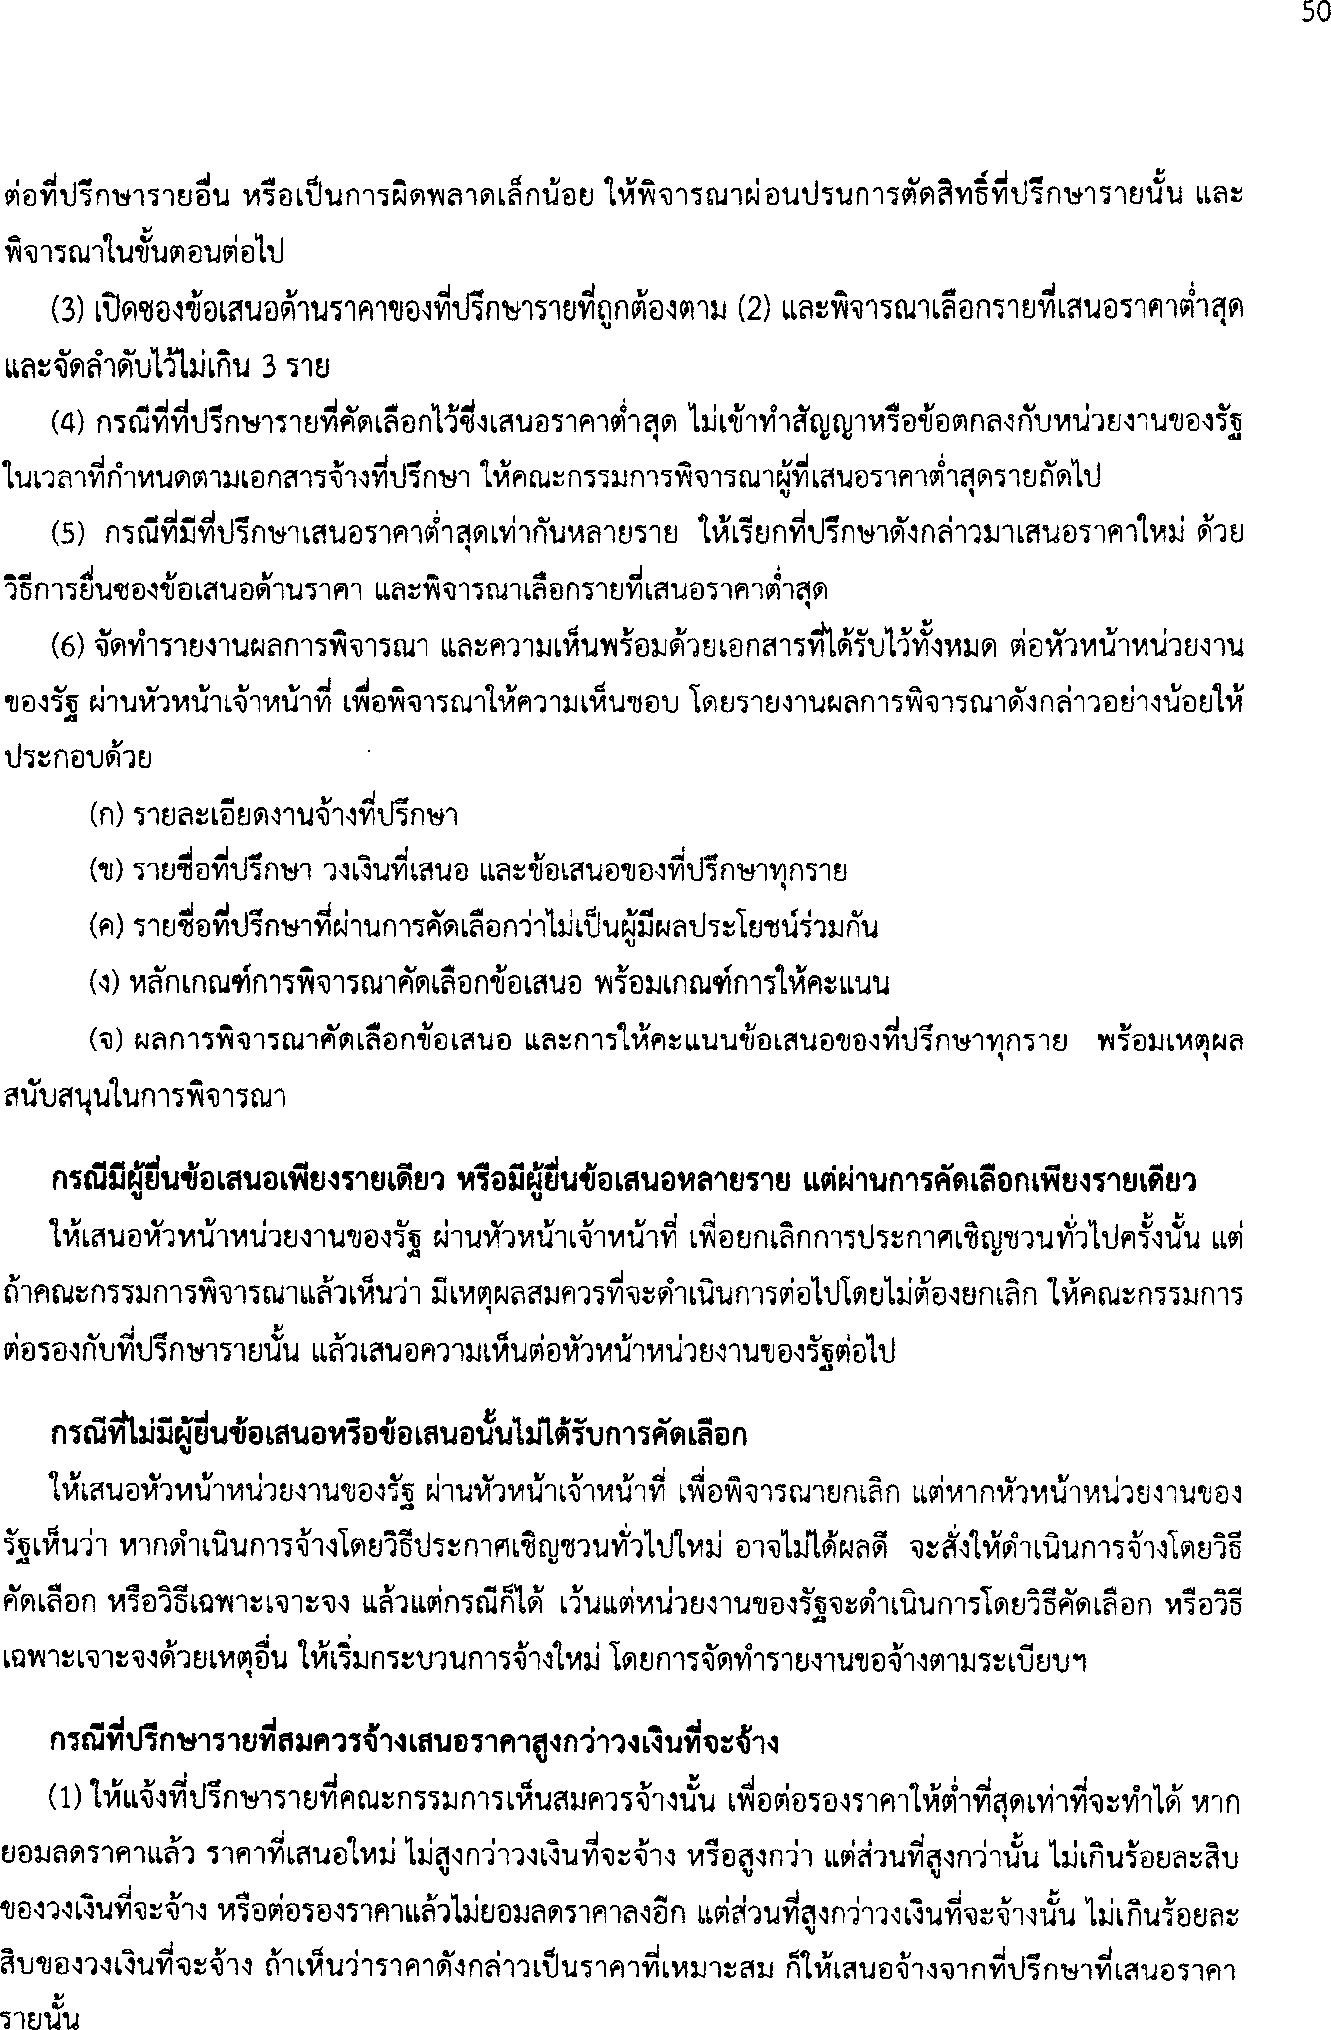 50
ต่อที่ปรึกษารายอื่น หรือเป็นการผิดพลาดเล็กน้อย ให้พิจารณาผ่อนปรนการตัดสิทธิ์ที่ปรึกษารายนั้น และ
พิจารณาในขั้นตอนต่อไป
(3) เปิดซองข้อเสนอด้านราคาของที่ปรึกษารายที่ถูกต้องตาม (2) และพิจารณาเลือกรายที่เสนอราคาต่ำสุด
และจัดลำดับไว้ไม่เกิน 3 ราย
(4) กรณีที่ที่ปรึกษารายที่คัดเลือกไว้ซึ่งเสนอราคาต่ำสุด ไม่เข้าทำสัญญาหรือข้อตกลงกับหน่วยงานของรัฐ
ในเวลาที่กำหนดตามเอกสารจ้างที่ปรึกษา ให้คณะกรรมการพิจารณาผู้ที่เสนอราคาต่ำสุดรายถัดไป
(5) กรณีที่มีที่ปรึกษาเสนอราคาต่ำสุดเท่ากันหลายราย ให้เรียกที่ปรึกษาดังกล่าวมาเสนอราคาใหม่ ด้วย
วิธีการยื่นซองข้อเสนอด้านราคา และพิจารณาเลือกรายที่เสนอราคาต่ำสุด
(6) จัดทำรายงานผลการพิจารณา และความเห็นพร้อมด้วยเอกสารที่ได้รับไว้ทั้งหมด ต่อหัวหน้าหน่วยงาน
ของรัฐ ผ่านหัวหน้าเจ้าหน้าที่ เพื่อพิจารณาให้ความเห็นชอบ โดยรายงานผลการพิจารณาดังกล่าวอย่างน้อยให้
ประกอบด้วย
(ก) รายละเอียดงานจ้างที่ปรึกษา
(ข) รายชื่อที่ปรึกษา วงเงินที่เสนอ และข้อเสนอของที่ปรึกษาทุกราย
(ค) รายชื่อที่ปรึกษาที่ผ่านการคัดเลือกว่าไม่เป็นผู้มีผลประโยชน์ร่วมกัน
(ง) หลักเกณฑ์การพิจารณาคัดเลือกข้อเสนอ พร้อมเกณฑ์การให้คะแนน
(จ) ผลการพิจารณาคัดเลือกข้อเสนอ และการให้คะแนนข้อเสนอของที่ปรึกษาทุกราย พร้อมเหตุผล
สนับสนุนในการพิจารณา
กรณีมีผู้ยื่นข้อเสนอเพียงรายเดียว หรือมีผู้ยื่นข้อเสนอหลายราย แต่ผ่านการคัดเลือกเพียงรายเดียว
ให้เสนอหัวหน้าหน่วยงานของรัฐ ผ่านหัวหน้าเจ้าหน้าที่ เพื่อยกเลิกการประกาศเชิญชวนทั่วไปครั้งนั้น แต่
ถ้าคณะกรรมการพิจารณาแล้วเห็นว่า มีเหตุผลสมควรที่จะดำเนินการต่อไปโดยไม่ต้องยกเลิก ให้คณะกรรมการ
ต่อรองกับที่ปรึกษารายนั้น แล้วเสนอความเห็นต่อหัวหน้าหน่วยงานของรัฐต่อไป
กรณีที่ไม่มีผู้ยื่นข้อเสนอหรือข้อเสนอนั้นไม่ได้รับการคัดเลือก
ให้เสนอหัวหน้าหน่วยงานของรัฐ ผ่านหัวหน้าเจ้าหน้าที่ เพื่อพิจารณายกเลิก แต่หากหัวหน้าหน่วยงานของ
รัฐเห็นว่า หากดำเนินการจ้างโดยวิธีประกาศเชิญชวนทั่วไปใหม่ อาจไม่ได้ผลดี จะสั่งให้ดำเนินการจ้างโดยวิธี
คัดเลือก หรือวิธีเฉพาะเจาะจง แล้วแต่กรณีก็ได้ เว้นแต่หน่วยงานของรัฐจะดำเนินการโดยวิธีคัดเลือก หรือวิธี
เฉพาะเจาะจงด้วยเหตุอื่น ให้เริ่มกระบวนการจ้างใหม่ โดยการจัดทำรายงานขอจ้างตามระเบียบฯ
กรณีที่ปรึกษารายที่สมควรจ้างเสนอราคาสูงกว่าวงเงินที่จะจ้าง
(1) ให้แจ้งที่ปรึกษารายที่คณะกรรมการเห็นสมควรจ้างนั้น เพื่อต่อรองราคาให้ต่ำที่สุดเท่าที่จะทำได้ หาก
ยอมลดราคาแล้ว ราคาที่เสนอใหม่ ไม่สูงกว่าวงเงินที่จะจ้าง หรือสูงกว่า แต่ส่วนที่สูงกว่านั้น ไม่เกินร้อยละสิบ
ของวงเงินที่จะจ้าง หรือต่อรองราคาแล้วไม่ยอมลดราคาลงอีก แต่ส่วนที่สูงกว่าวงเงินที่จะจ้างนั้น ไม่เกินร้อยละ
สิบของวงเงินที่จะจ้าง ถ้าเห็นว่าราคาดังกล่าวเป็นราคาที่เหมาะสม ก็ให้เสนอจ้างจากที่ปรึกษาที่เสนอราคา
รายนั้น